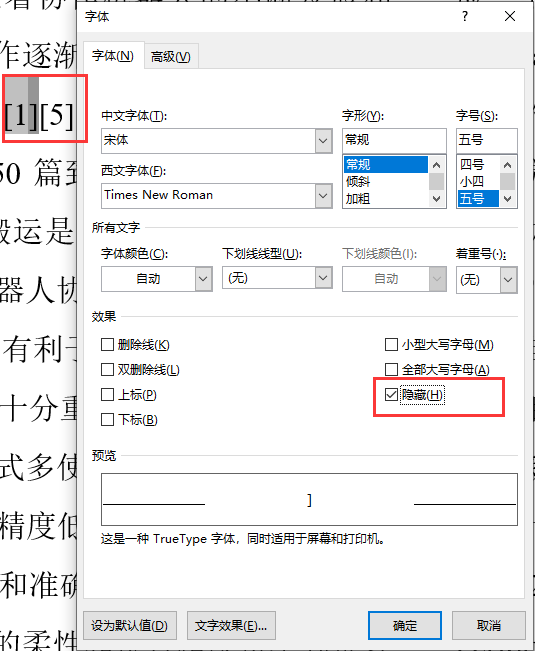 字体
? ×
字体(N) 高级(V)
作逐渐
[1][5]
50 篇
搬运是
器人协
有利于
十分重
式多使
精度低
和准确
的柔性
中文字体(T): 字形(Y): 字号(S):
宋体 常规 五号
常规 四号
西文字体(F): 倾斜 小四
Times New Roman 加粗 五号
所有文字
字体颜色(C): 下划线线型(U): 下划线颜色(I): 着重号(·):
自动 (无) 自动 (无)
效果
删除线(K) 小型大写字母(M)
双删除线(L) 全部大写字母(A)
上标(P) 隐藏(H)
下标(B)
预览
]
这是一种 TrueType 字体，同时适用于屏幕和打印机。
设为默认值(D) 文字效果(E)... 确定 取消